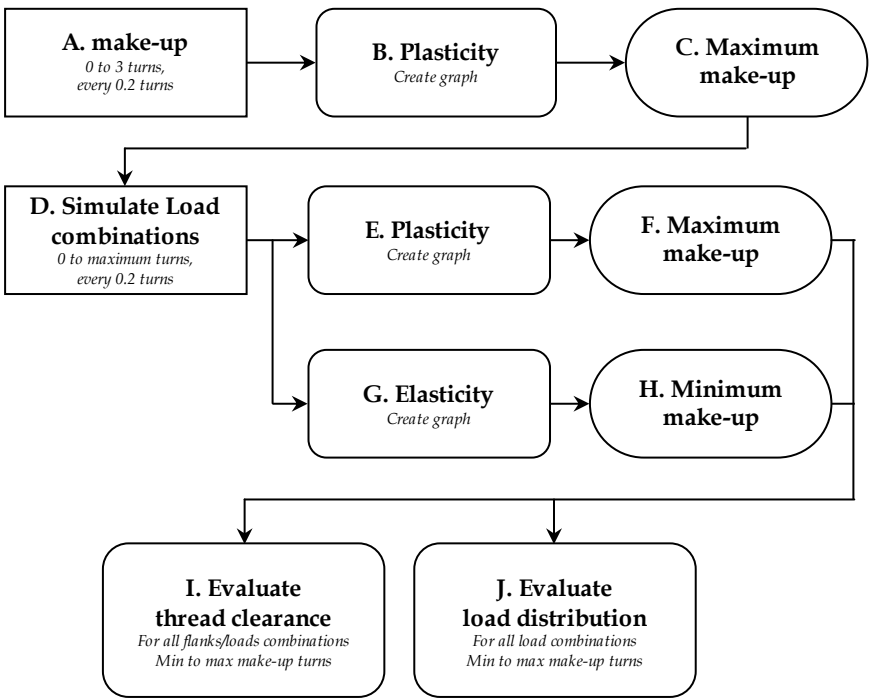 A. make-up
0 to 3 turns,
every 0.2 turns
B. Plasticity
Create graph
C. Maximum
make-up
D. Simulate Load
combinations
0 to maximum turns,
every 0.2 turns
E. Plasticity
Create graph
F. Maximum
make-up
G. Elasticity
Create graph
H. Minimum
make-up
I. Evaluate
thread clearance
For all flanks/loads combinations
Min to max make-up turns
J. Evaluate
load distribution
For all load combinations
Min to max make-up turns